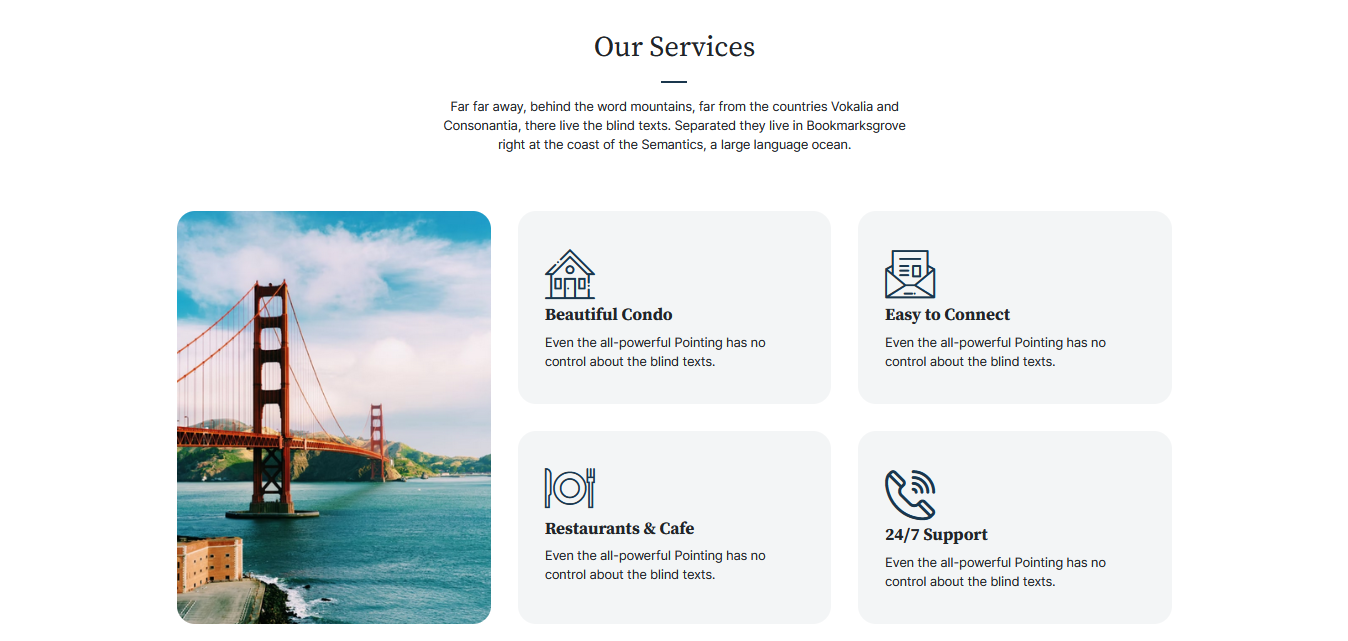 Our Services
Far far away, behind the word mountains, far from the countries Vokalia and
Consonantia, there live the blind texts. Separated they live in Bookmarksgrove
right at the coast of the Semantics, a large language ocean.
Beautiful Condo
Even the all-powerful Pointing has no
control about the blind texts.
Easy to Connect
Even the all-powerful Pointing has no
control about the blind texts.
Restaurants & Cafe
Even the all-powerful Pointing has no
control about the blind texts.
24/7 Support
Even the all-powerful Pointing has no
control about the blind texts.